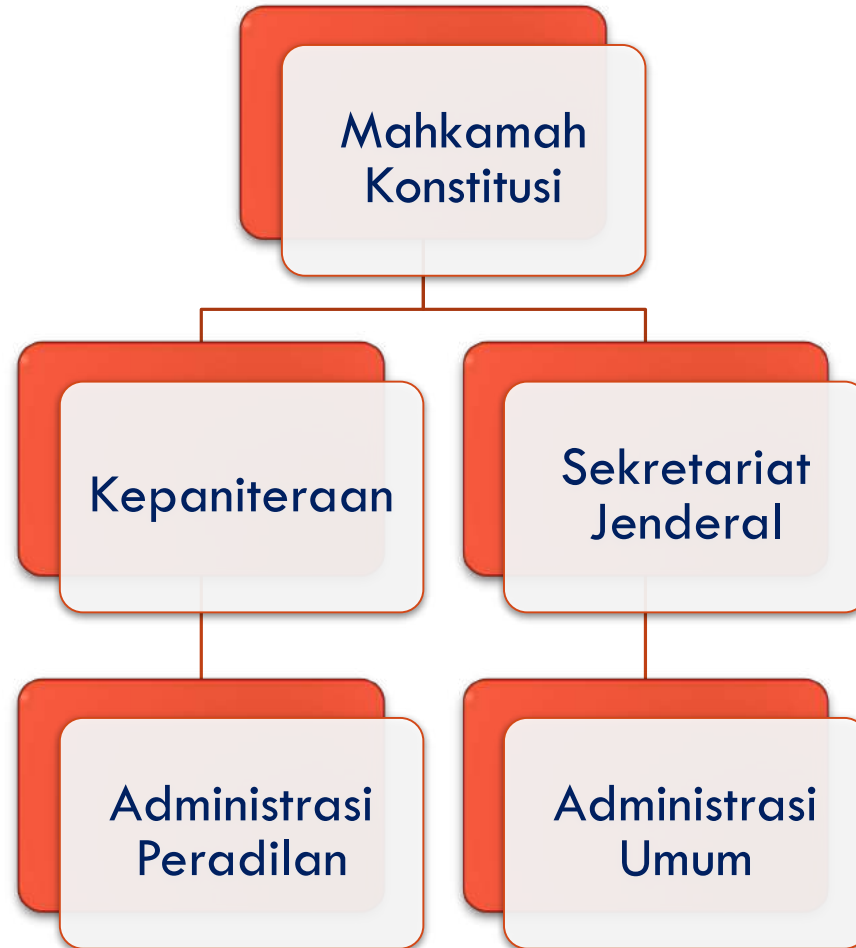 Mahkamah
Konstitusi
Kepaniteraan
Sekretariat
Jenderal
Administrasi
Peradilan
Administrasi
Umum